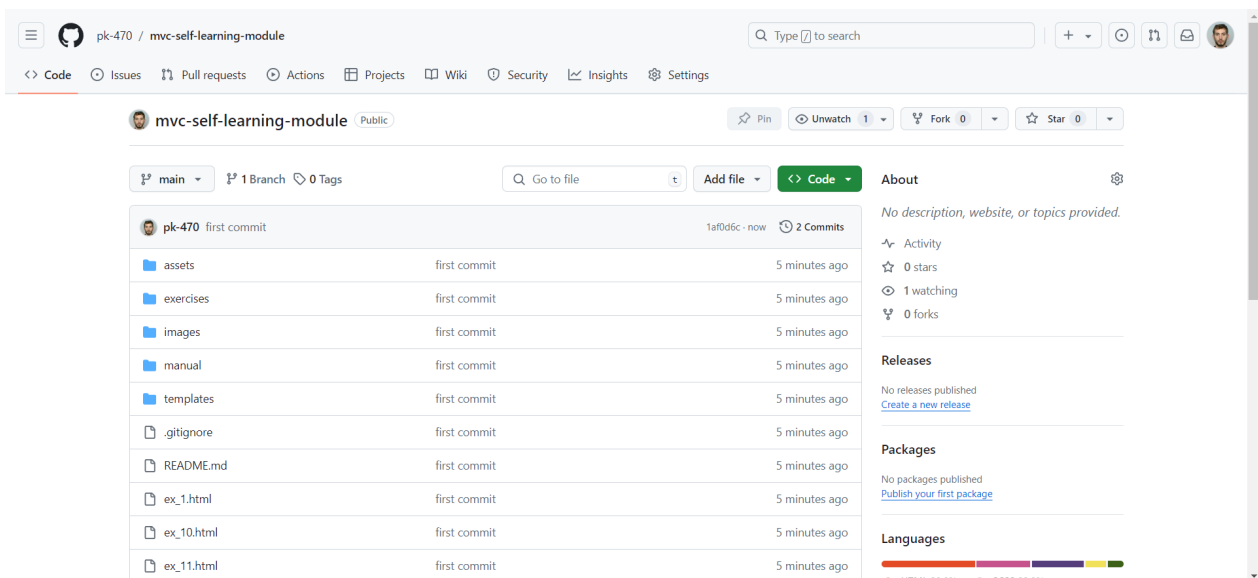 pk-470 / mvc-self-learning-module
Type / to search
Code Issues Pull requests Actions Projects Wiki Security Insights Settings
mvc-self-learning-module Public
Pin Unwatch 1 Fork 0 Star 0
main 1 Branch 0 Tags Go to file t Add file Code
About
No description, website, or topics provided.
pk-470 first commit 1af0d6c · now 2 Commits
Activity
assets first commit 5 minutes ago
0 stars
exercises first commit 5 minutes ago
1 watching
0 forks
images first commit 5 minutes ago
manual first commit 5 minutes ago
Releases
No releases published
Create a new release
templates first commit 5 minutes ago
.gitignore first commit 5 minutes ago
Packages
README.md first commit 5 minutes ago
No packages published
Publish your first package
ex_1.html first commit 5 minutes ago
ex_10.html first commit 5 minutes ago
Languages
ex_11.html first commit 5 minutes ago